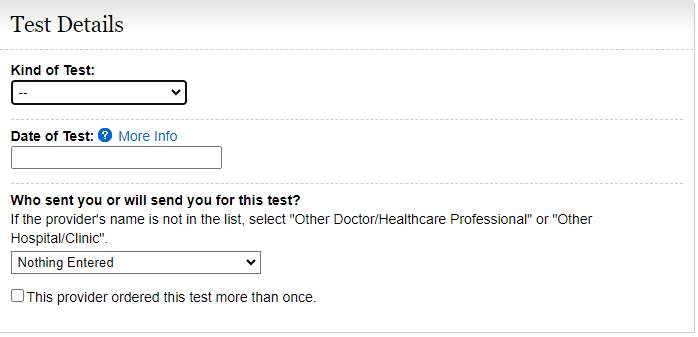 Test Details
Kind of Test:
--
Date of Test: ? More Info
Who sent you or will send you for this test?
If the provider's name is not in the list, select "Other Doctor/Healthcare Professional" or "Other
Hospital/Clinic".
Nothing Entered
This provider ordered this test more than once.